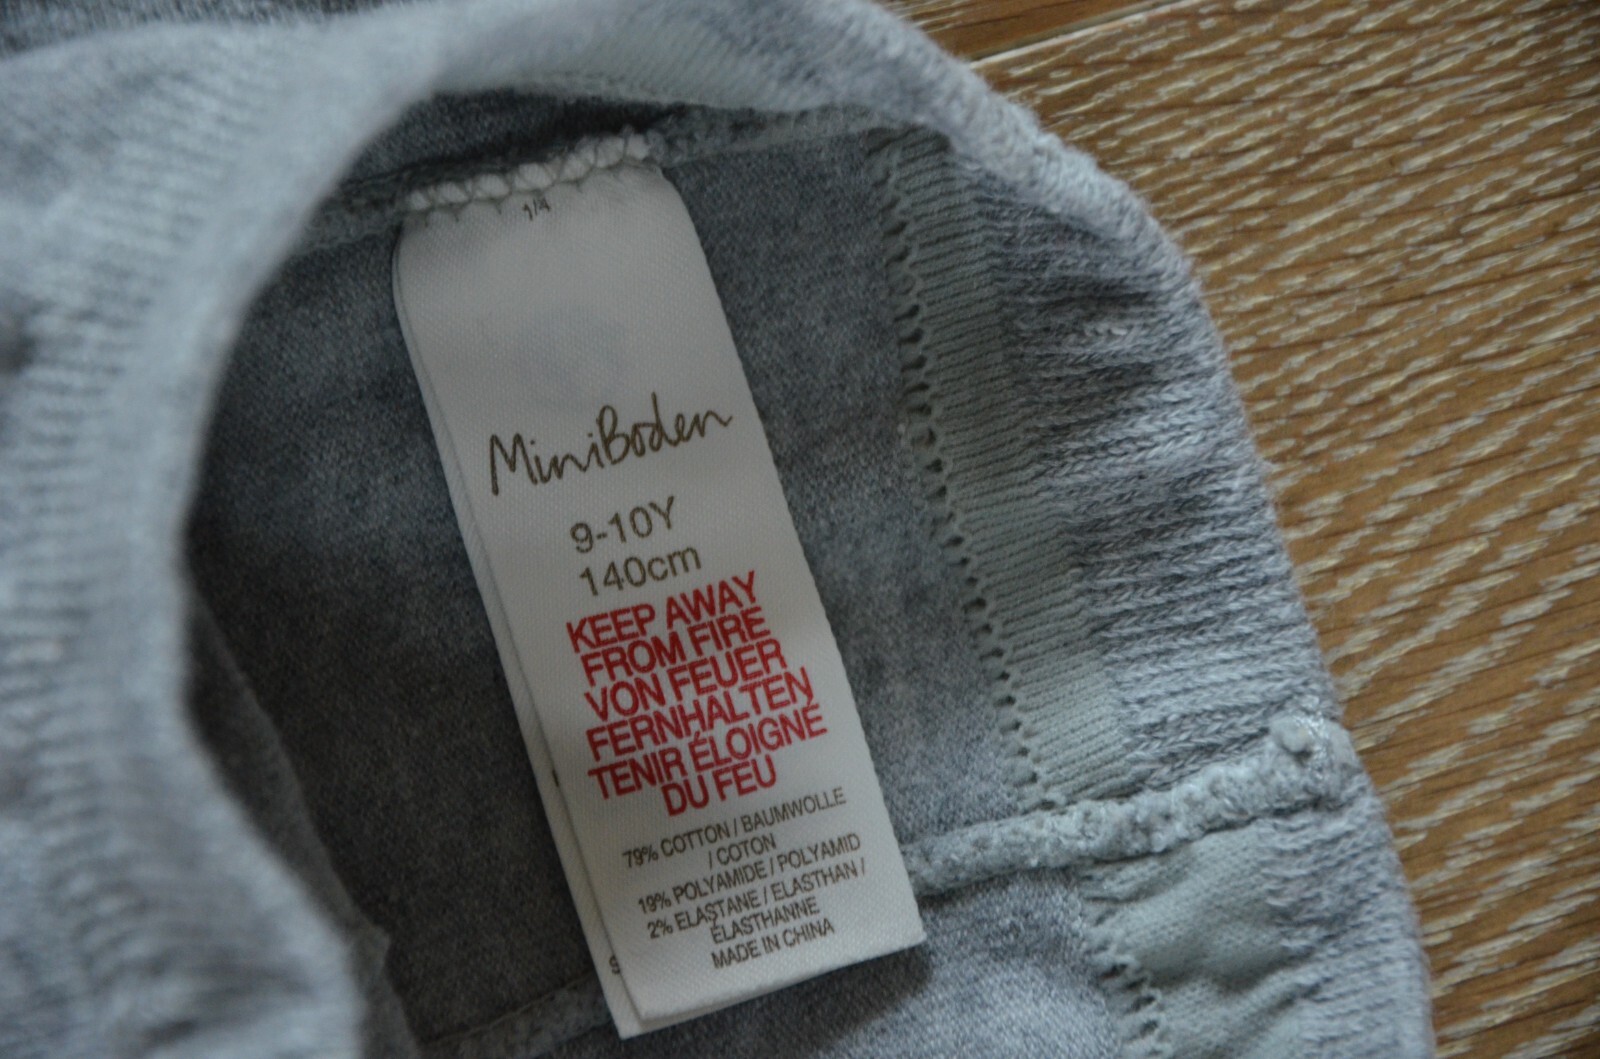 1/4
MiniBoden
9-10Y
140cm
KEEP AWAY
FROM FIRE
VON FEUER
FERNHALTEN
TENIR ÉLOIGNÉ
DU FEU
79% COTTON / BAUMWOLLE
/ COTON
19% POLYAMIDE / POLYAMID
2% ELASTANE / ELASTHAN /
ÉLASTHANNE
MADE IN CHINA
S